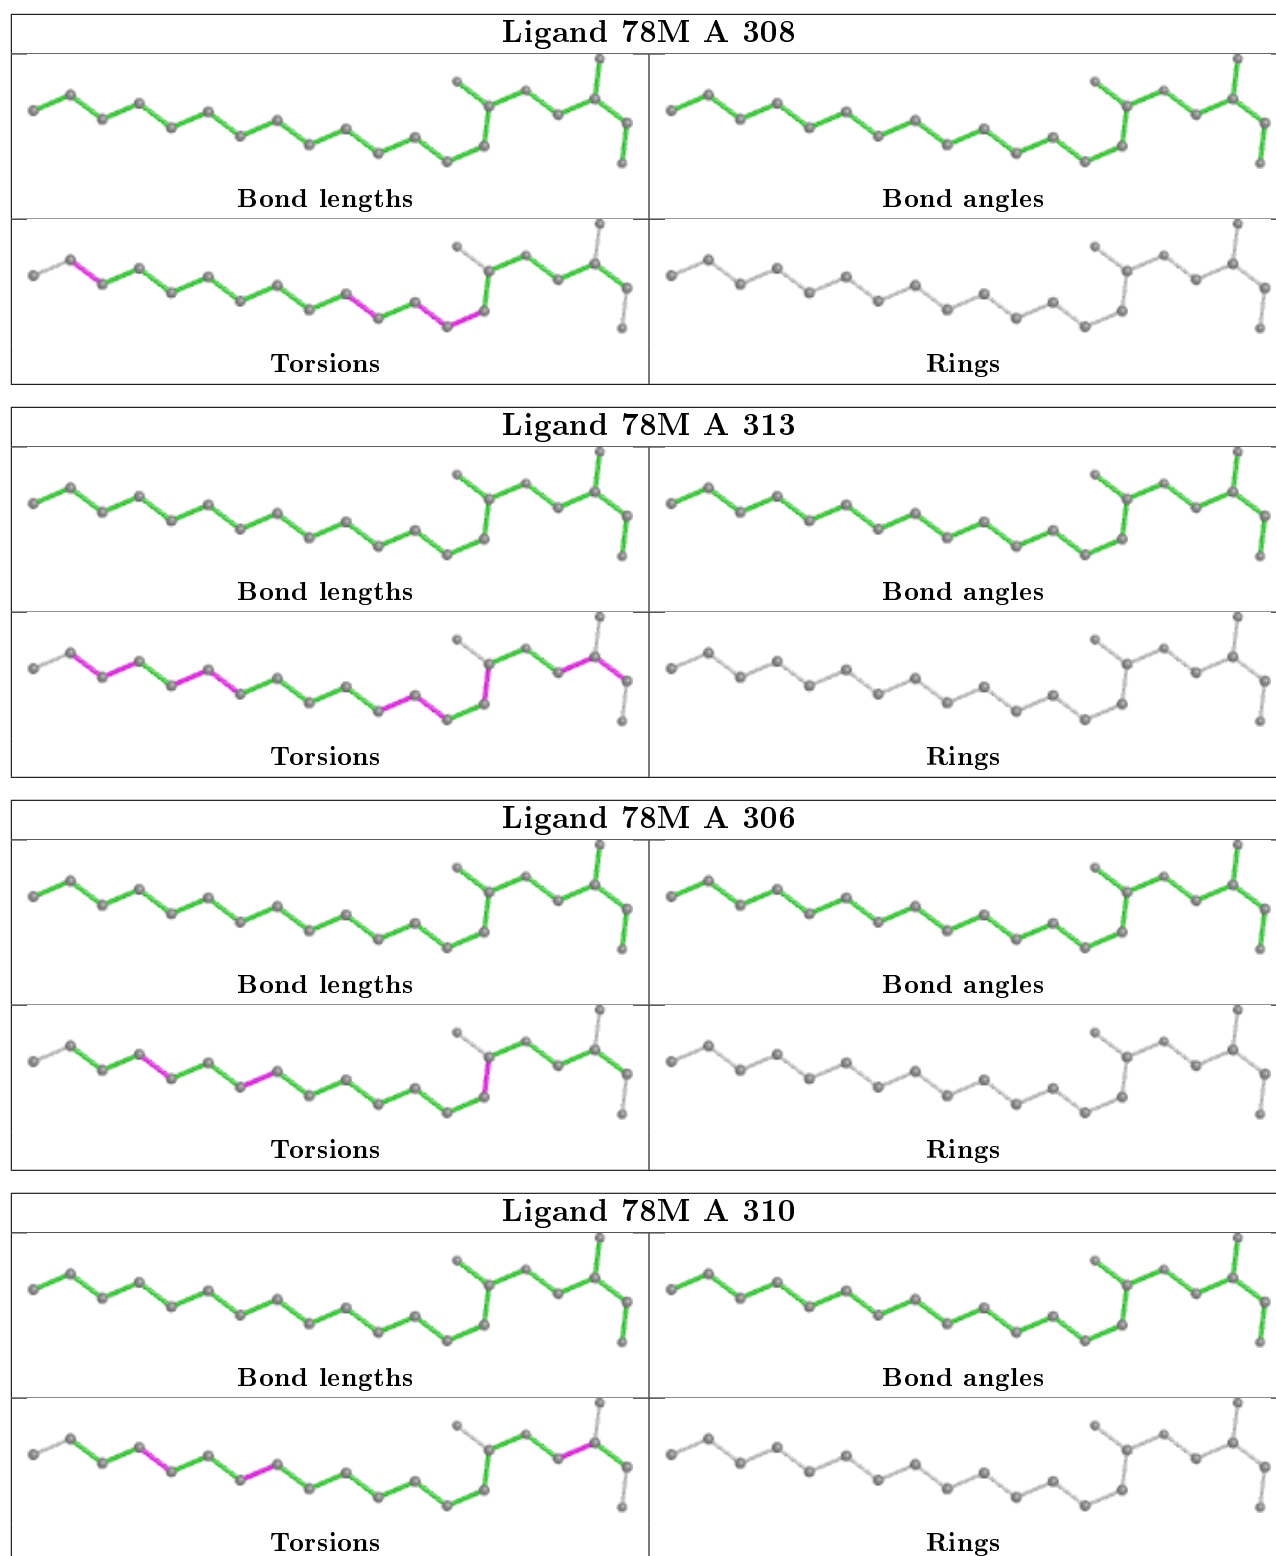 Ligand 78M A 308
Bond lengths
Bond angles
Torsions
Rings
Ligand 78M A 313
Bond lengths
Bond angles
Torsions
Rings
Ligand 78M A 306
Bond lengths
Bond angles
Torsions
Rings
Ligand 78M A 310
Bond lengths
Bond angles
Torsions
Rings